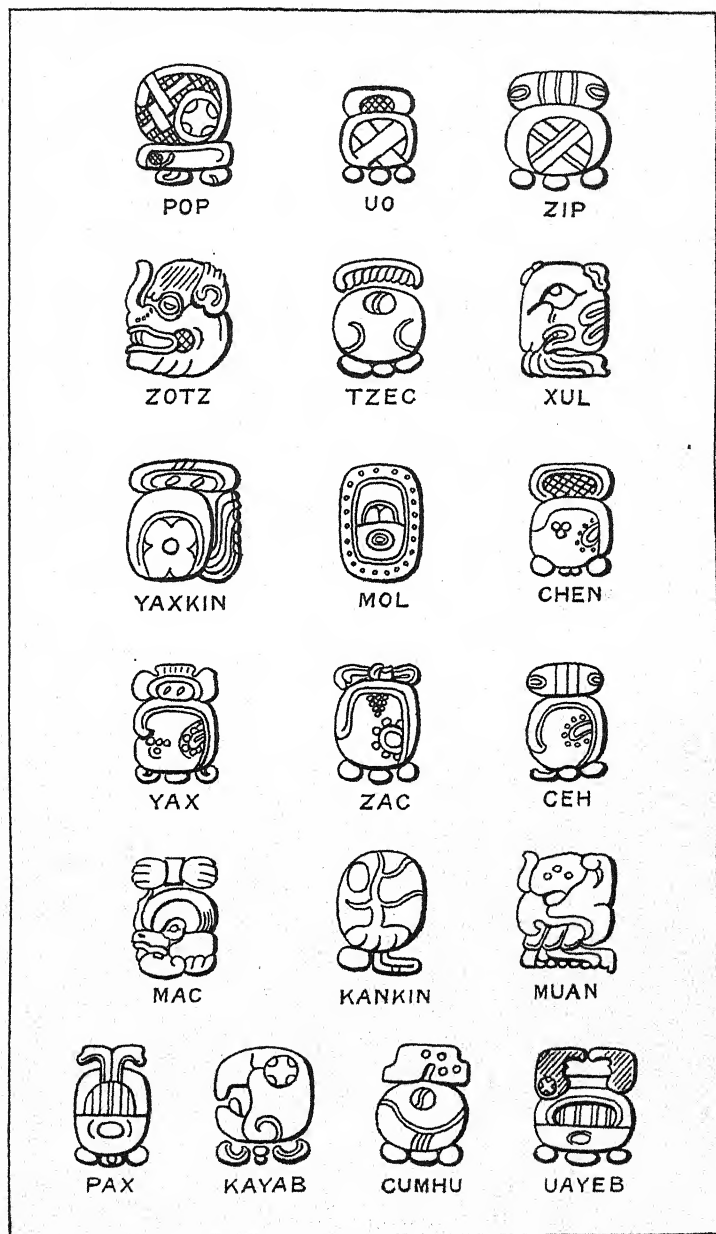 POP UO ZIP
ZOTZ TZEC XUL
YAXKIN MOL CHEN
YAX ZAC CEH
MAC KANKIN MUAN
PAX KAYAB CUMHU UAYEB